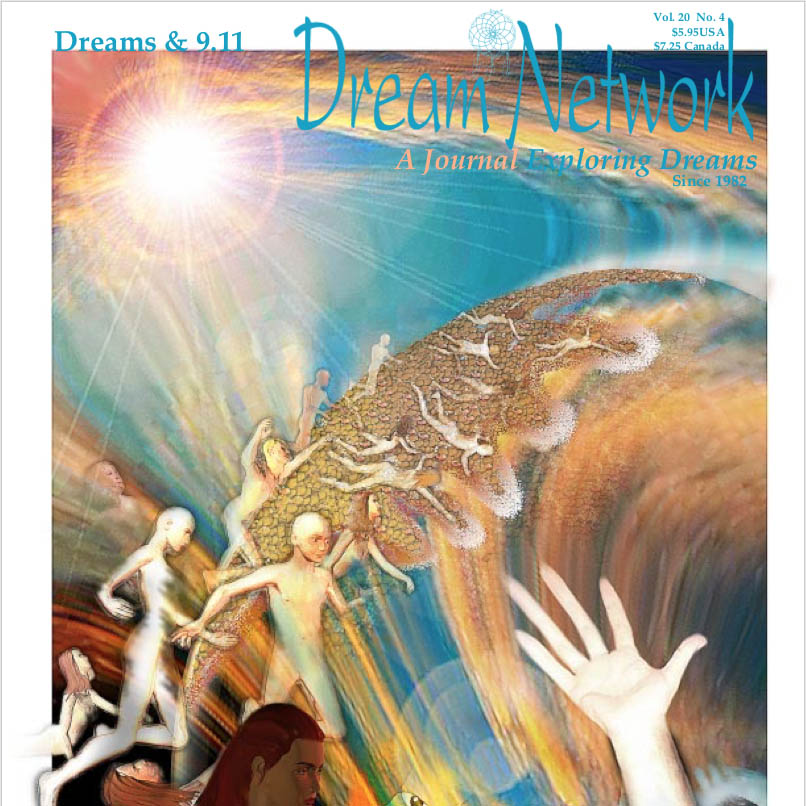 Dreams & 9.11
Vol. 20 No. 4
$5.95USA
$7.25 Canada
Dream Network
A Journal Exploring Dreams
Since 1982